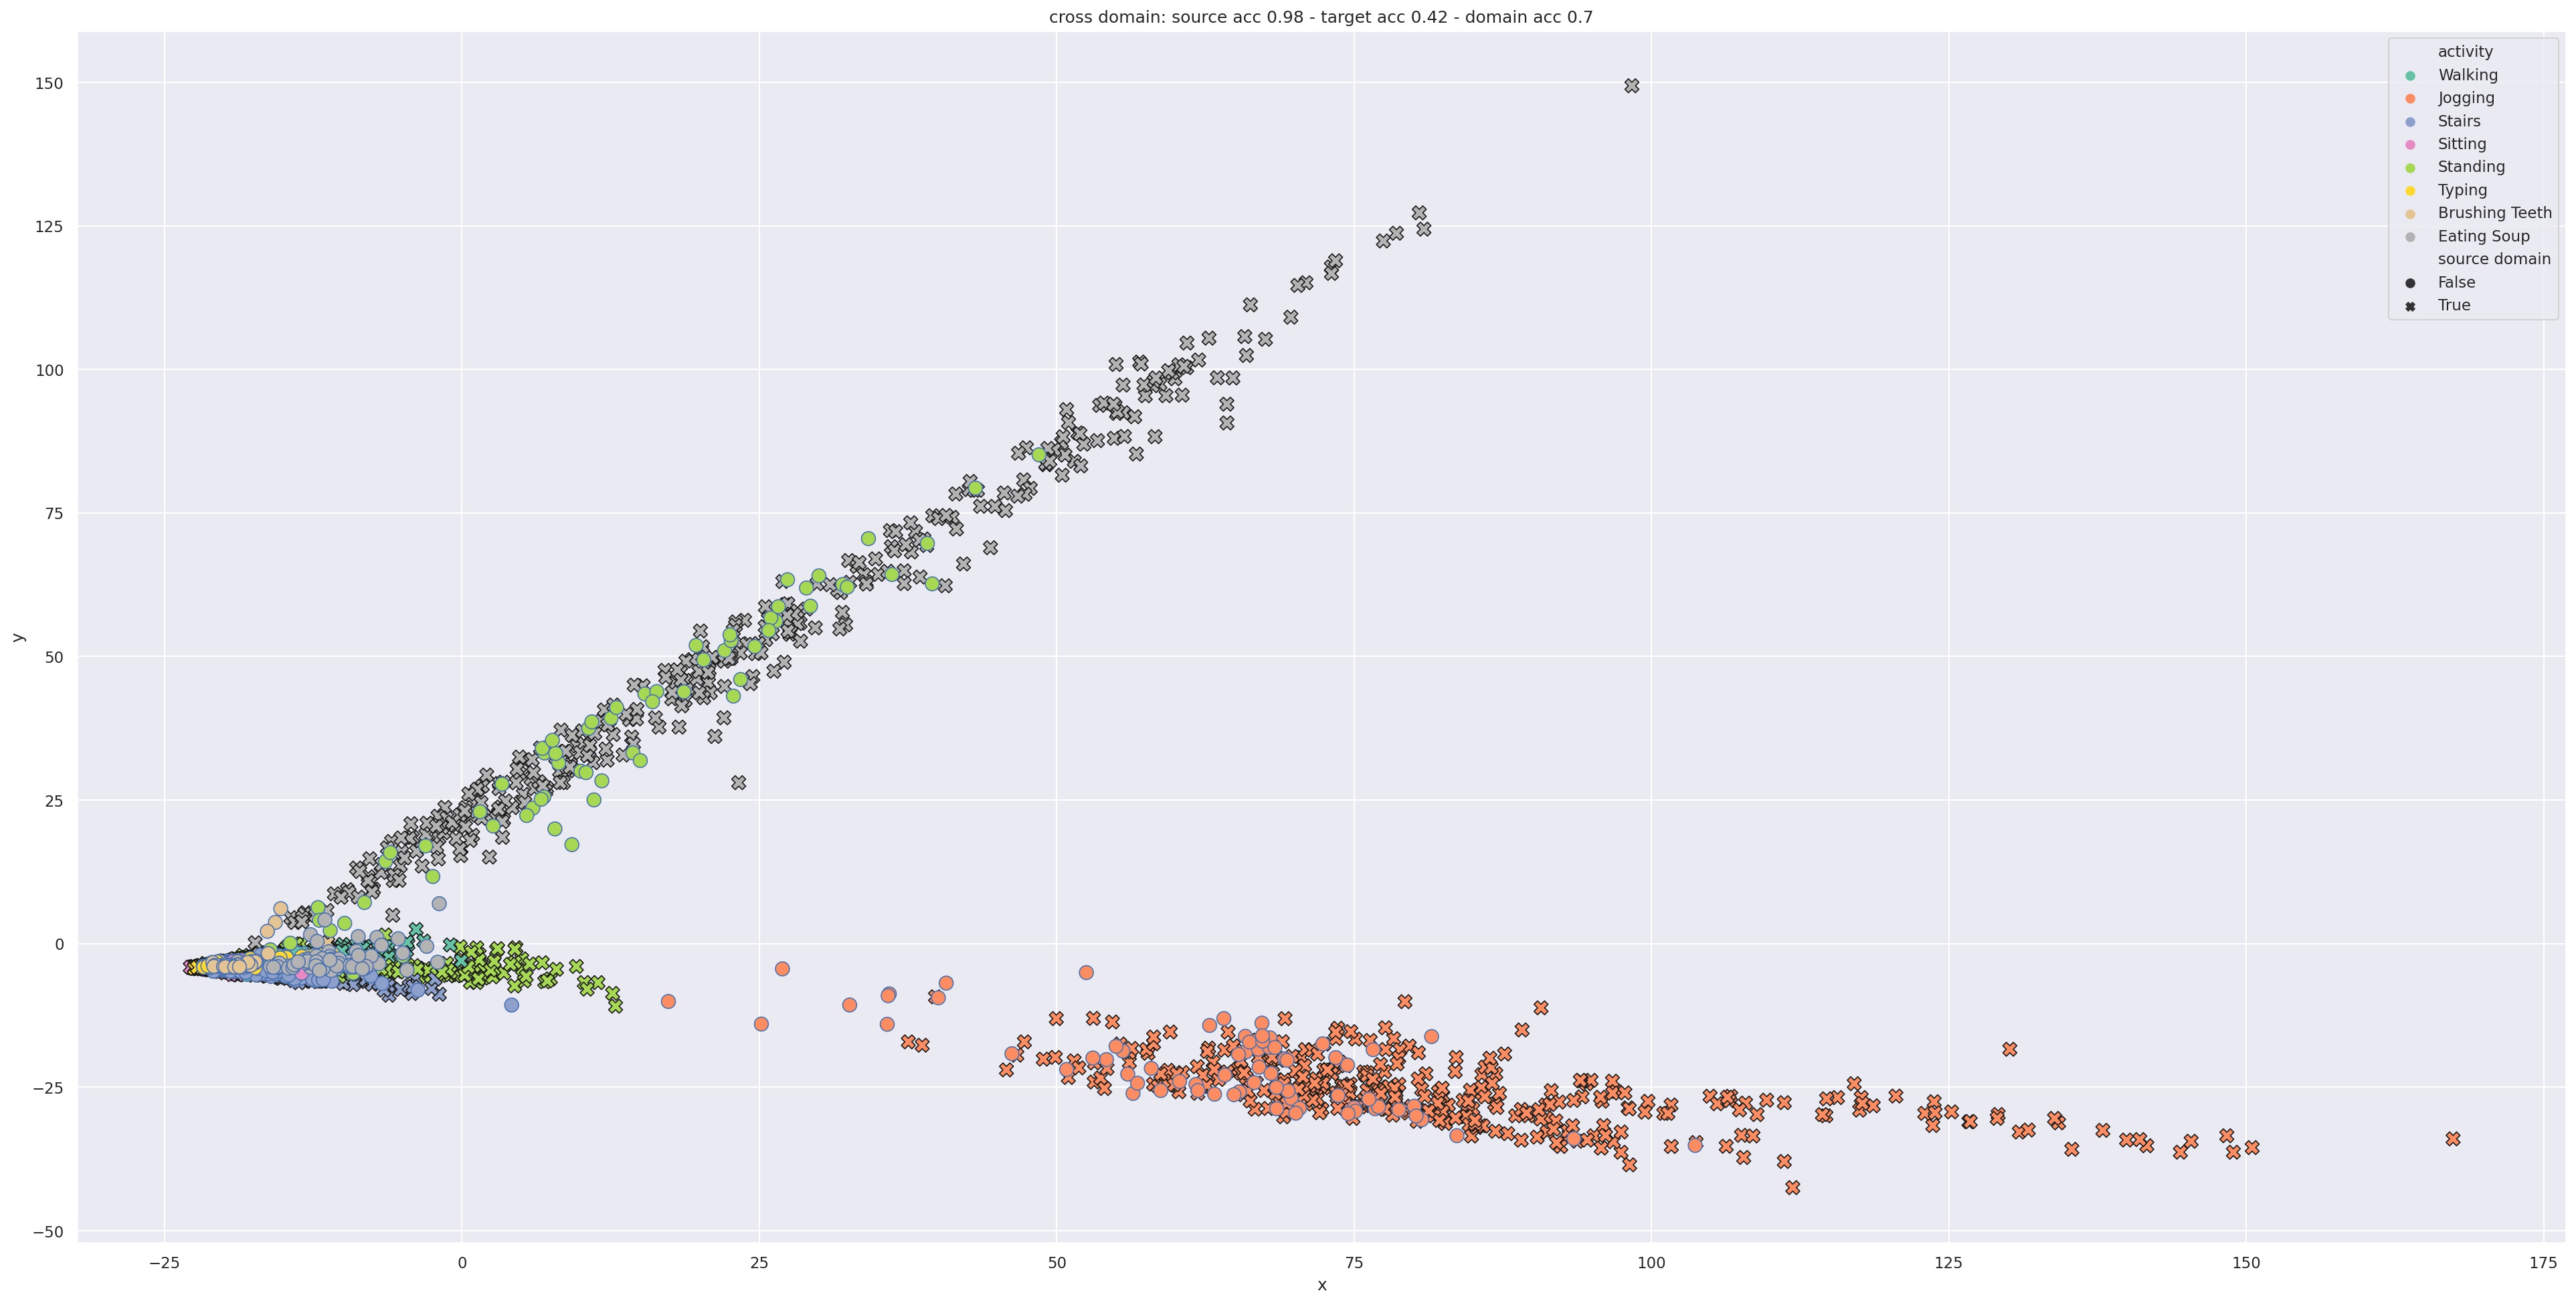 cross domain: source acc 0.98 - target acc 0.42 - domain acc 0.7
activity
Walking
Jogging
Stairs
Sitting
Standing
Typing
Brushing Teeth
Eating Soup
source domain
False
True
150
125
100
75
50
25
0
−25
−50
y
−25
0
25
50
75
100
125
150
175
x